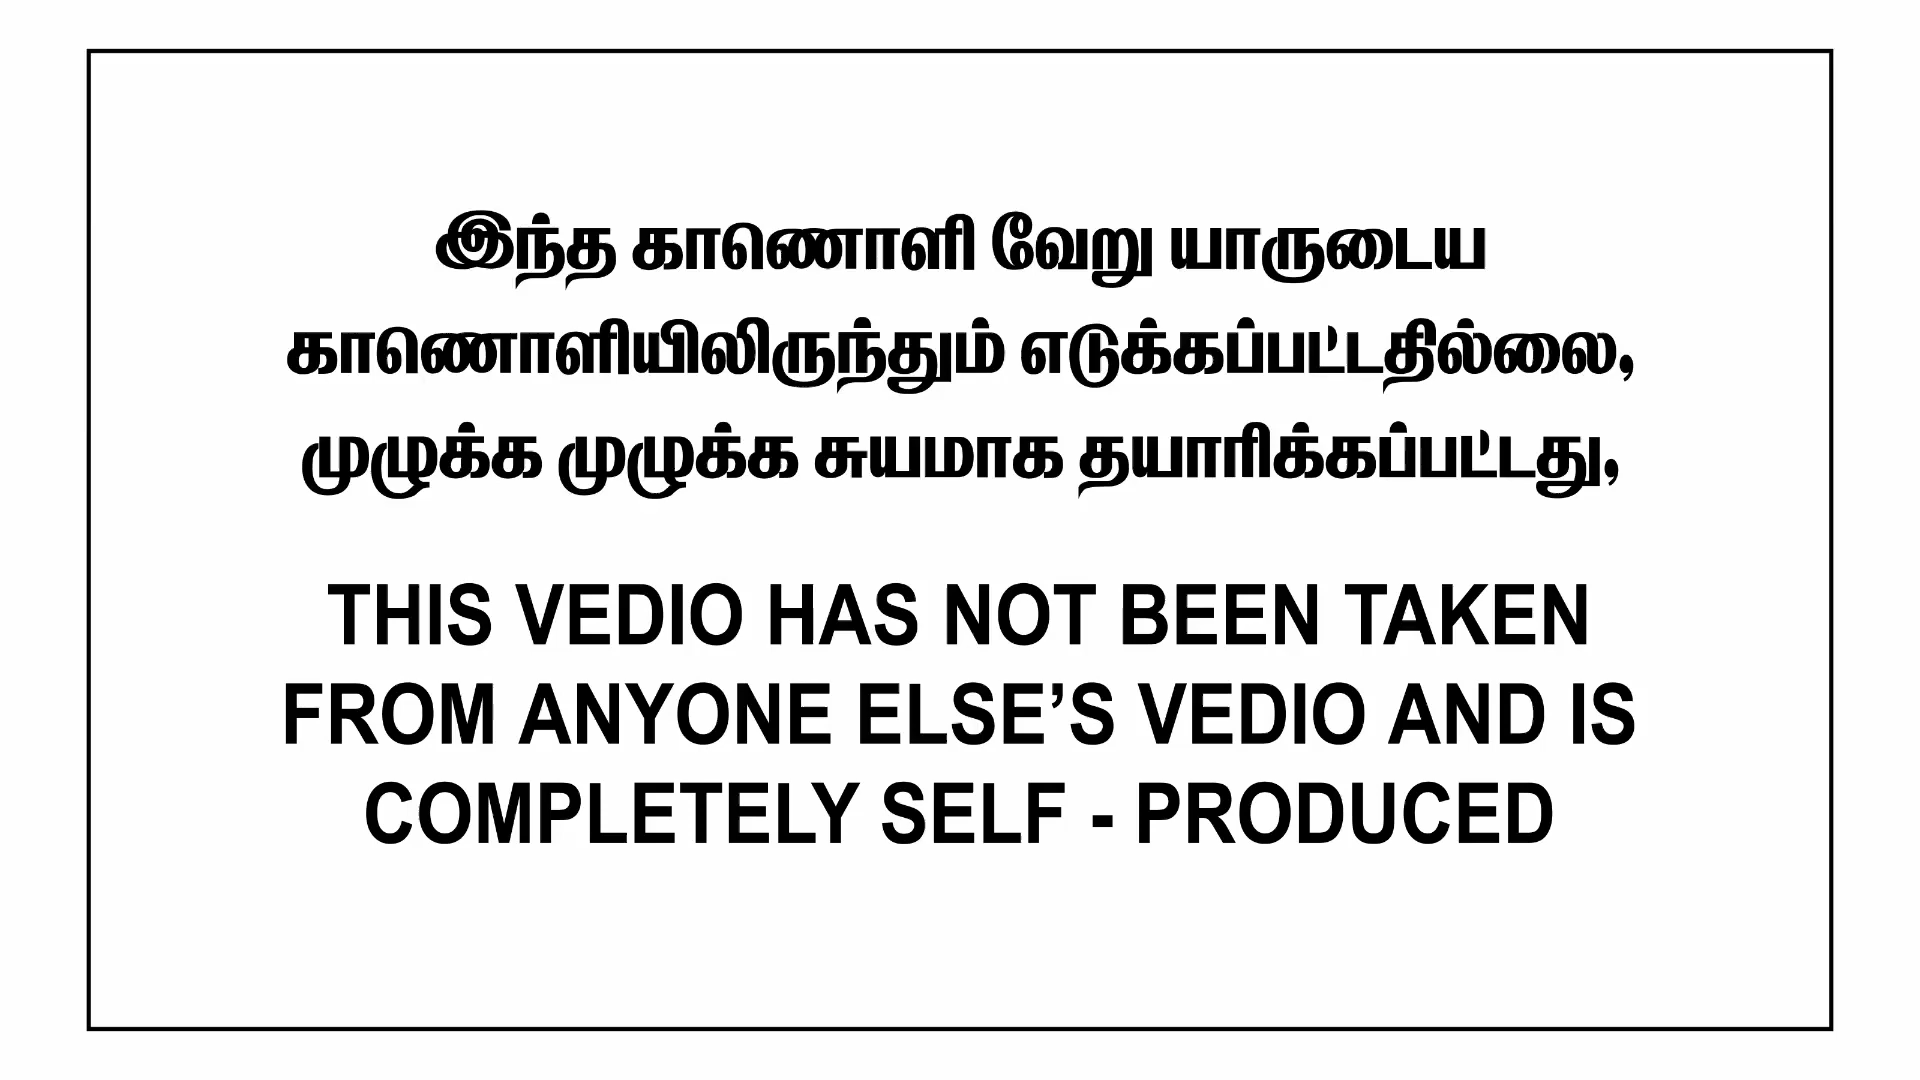 இந்த காணொளி வேறு யாருடைய
காணொளியிலிருந்தும் எடுக்கப்பட்டதில்லை,
முழுக்க முழுக்க சுயமாக தயாரிக்கப்பட்டது,
THIS VEDIO HAS NOT BEEN TAKEN
FROM ANYONE ELSE’S VEDIO AND IS
COMPLETELY SELF - PRODUCED